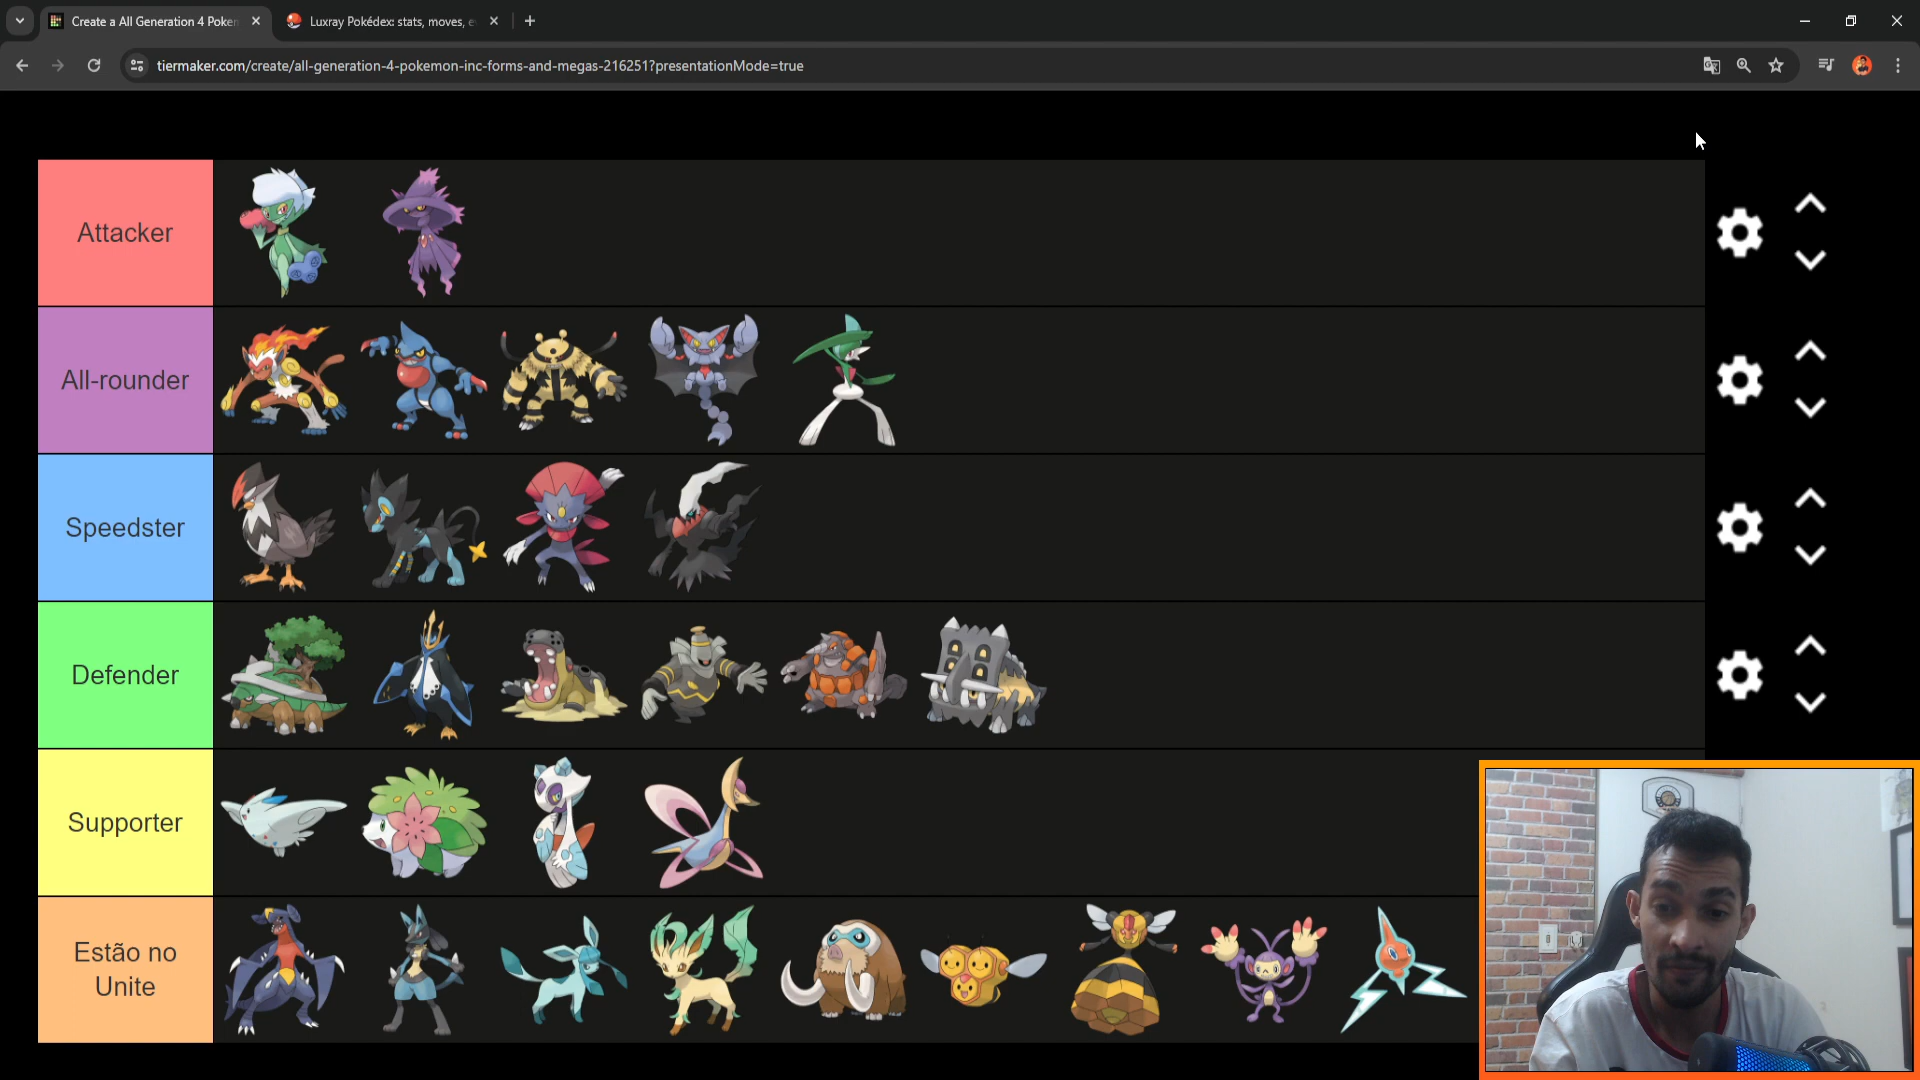 Create a All Generation 4 Poken
Luxray Pokédex: stats, moves, e
tiermaker.com/create/all-generation-4-pokemon-inc-forms-and-megas-216251?presentationMode=true
Attacker
All-rounder
Speedster
Defender
Supporter
Estão no
Unite